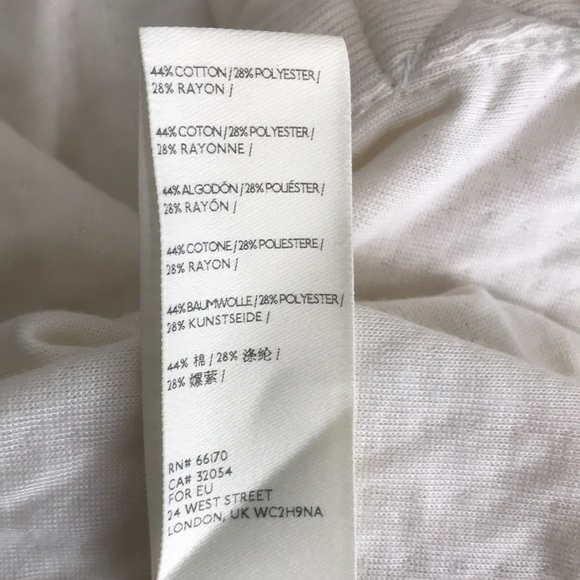 44% COTTON / 28% POLYESTER /
28% RAYON /
44% COTON / 28% POLYESTER /
28% RAYONNE /
44% ALGODÓN / 28% POLIÉSTER /
28% RAYÓN /
44% COTONE / 28% POLIESTERE /
28% RAYON /
44% BAUMWOLLE / 28% POLYESTER /
28% KUNSTSEIDE /
44% 棉 / 28% 涤纶 /
28% 嫘萦 /
RN# 66170
CA# 32054
FOR EU
24 WEST STREET
LONDON, UK WC2H9NA